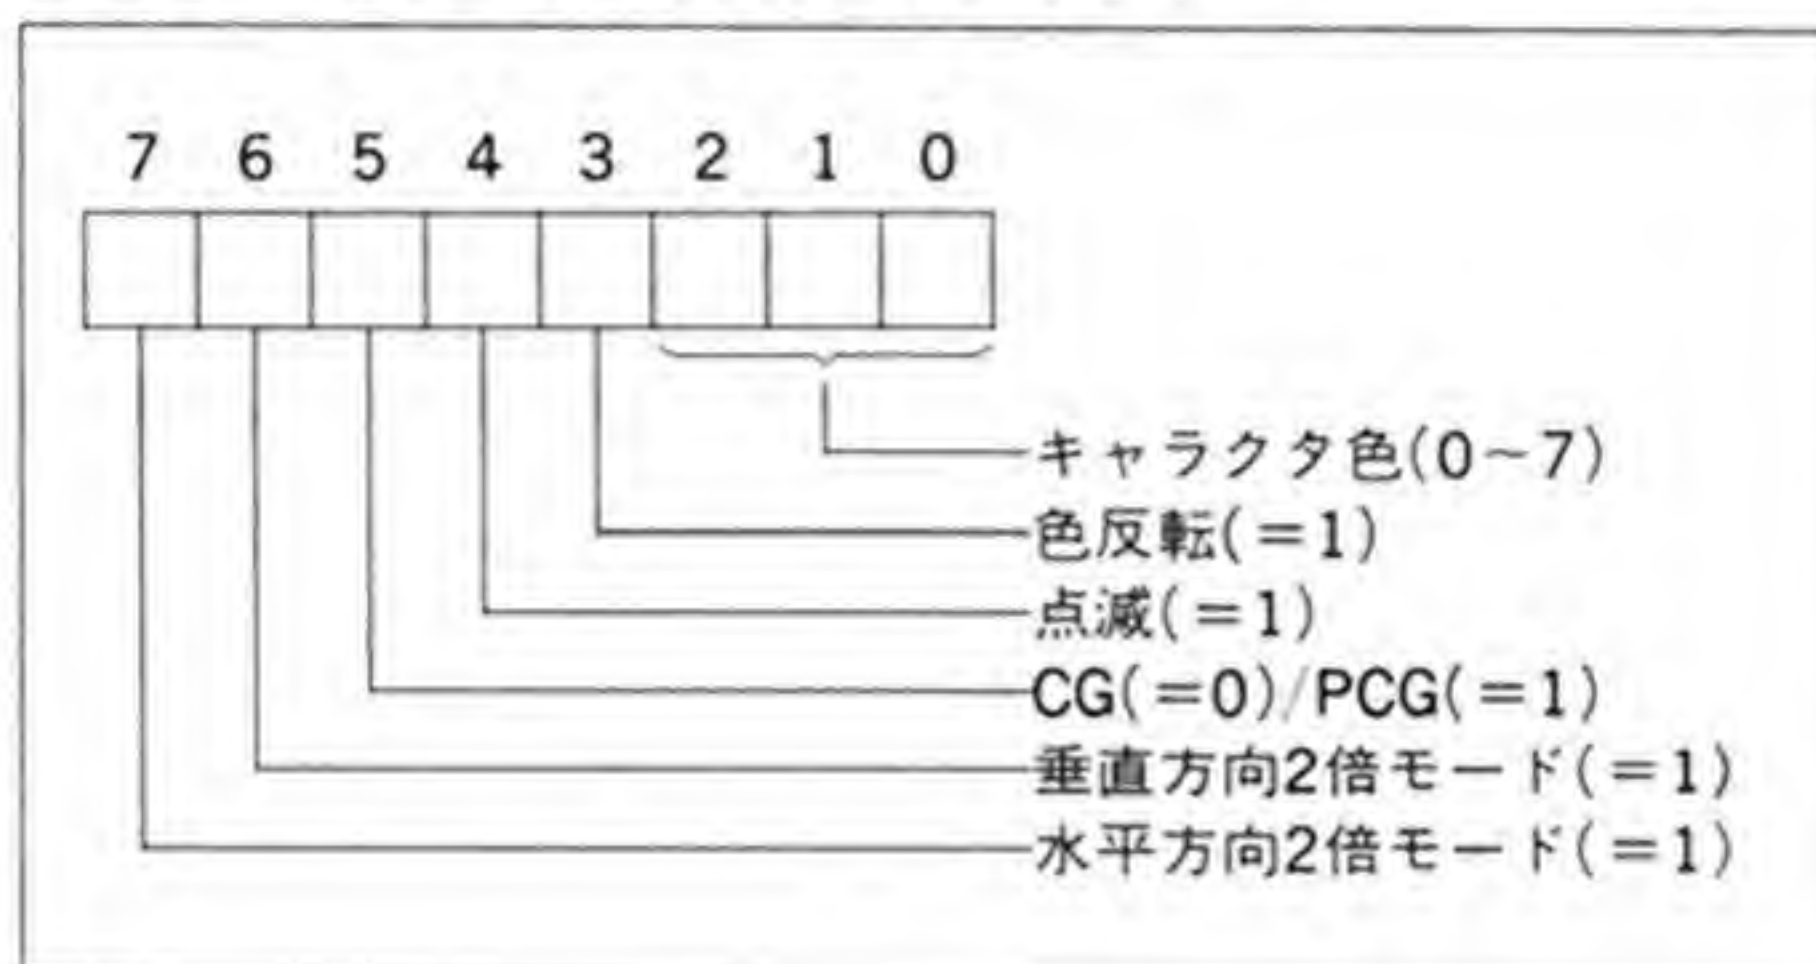 7 6 5 4 3 2 1 0
キャラクタ色(0~7)
色反転(=1)
点減(=1)
CG(=0)/PCG(=1)
垂直方向2倍モード(=1)
水平方向2倍モード(=1)